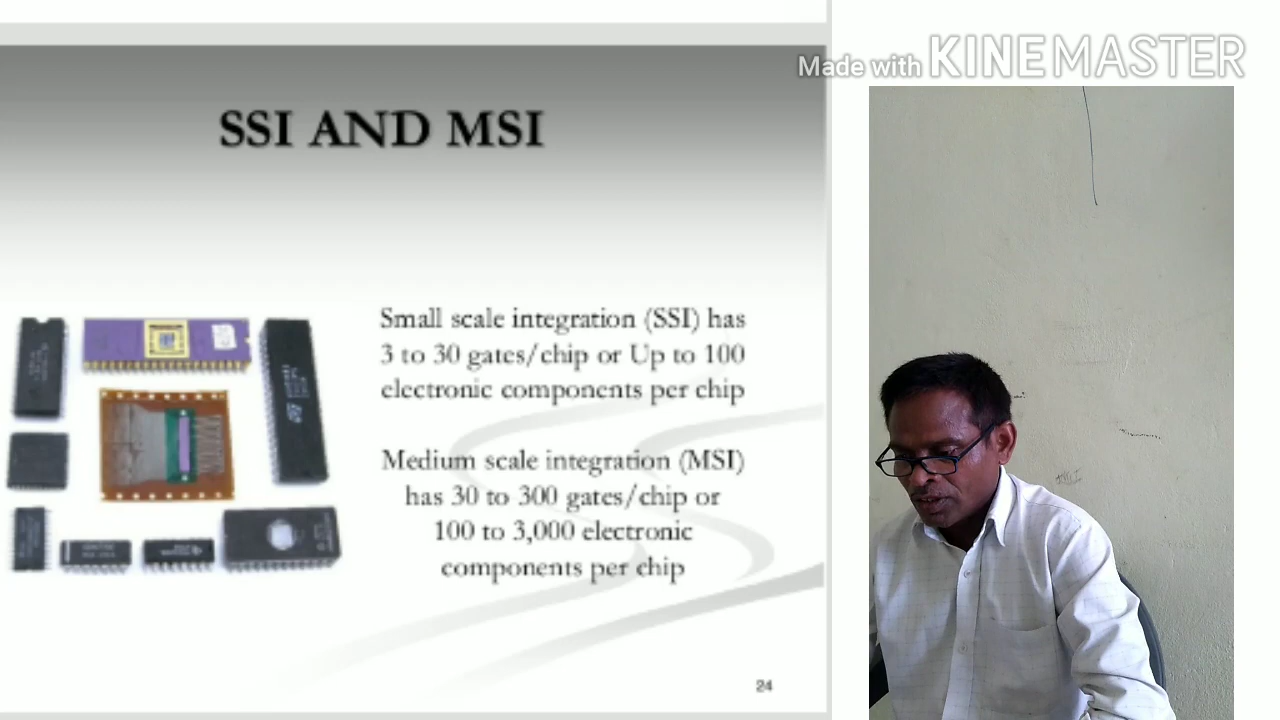 Made with KINEMASTER
SSI AND MSI
Small scale integration (SSI) has
3 to 30 gates/chip or Up to 100
electronic components per chip
Medium scale integration (MSI)
has 30 to 300 gates/chip or
100 to 3,000 electronic
components per chip
24